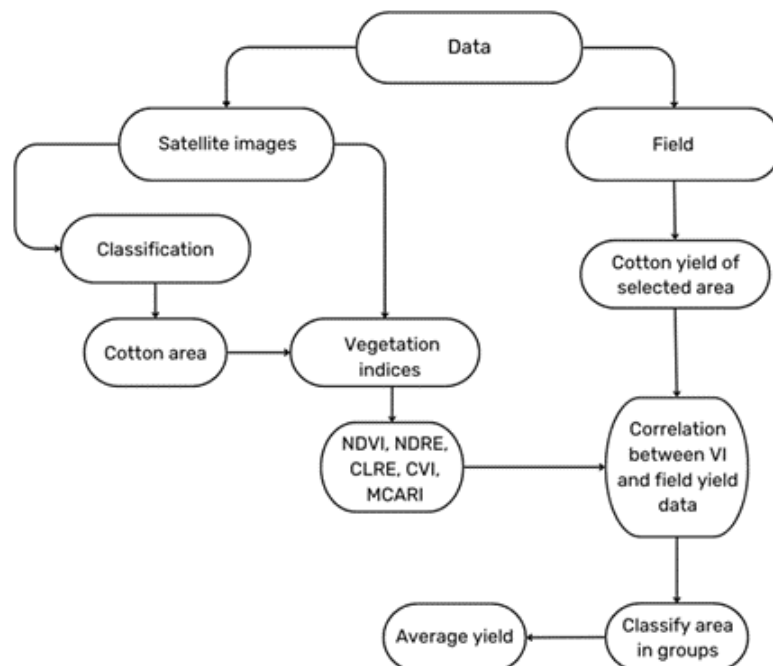 Data
Satellite images
Field
Classification
Cotton yield of
selected area
Cotton area
Vegetation
indices
NDVI, NDRE,
CLRE, CVI,
MCARI
Correlation
between VI
and field yield
data
Average yield
Classify area
in groups